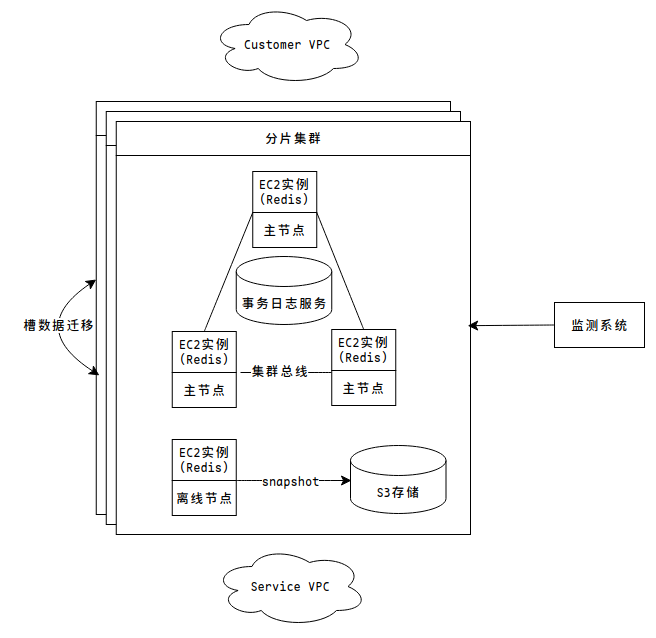 Customer VPC
分片集群
EC2实例
(Redis)
主节点
事务日志服务
槽数据迁移
监测系统
EC2实例
(Redis)
主节点
集群总线
EC2实例
(Redis)
主节点
EC2实例
(Redis)
离线节点
snapshot
S3存储
Service VPC